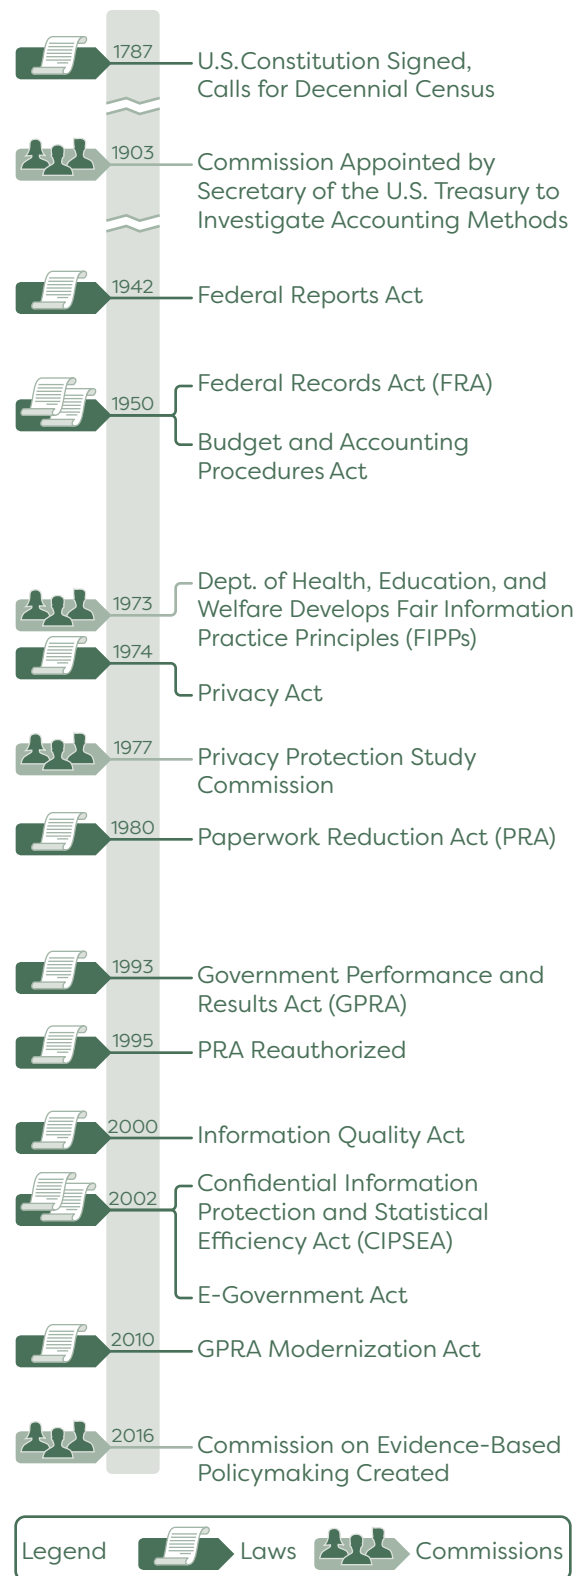 1787
U.S.Constitution Signed,
Calls for Decennial Census
1903
Commission Appointed by
Secretary of the U.S. Treasury to
Investigate Accounting Methods
1942
Federal Reports Act
1950
Federal Records Act (FRA)
Budget and Accounting
Procedures Act
1973
Dept. of Health, Education, and
Welfare Develops Fair Information
Practice Principles (FIPPs)
1974
Privacy Act
1977
Privacy Protection Study
Commission
1980
Paperwork Reduction Act (PRA)
1993
Government Performance and
Results Act (GPRA)
1995
PRA Reauthorized
2000
Information Quality Act
2002
Confidential Information
Protection and Statistical
Efficiency Act (CIPSEA)
E-Government Act
2010
GPRA Modernization Act
2016
Commission on Evidence-Based
Policymaking Created
Legend Laws Commissions